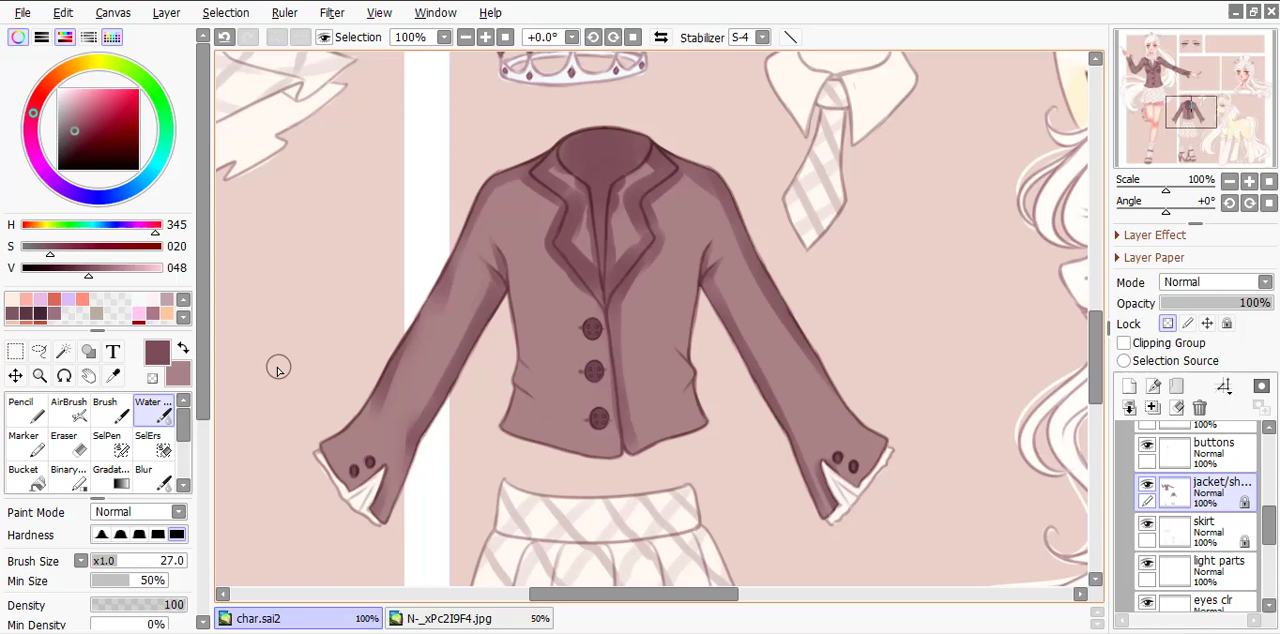 File Edit Canvas Layer Selection Ruler Filter View Window Help
Selection 100% +0.0° Stabilizer S-4
H 345
S 020
V 048
T
Pencil AirBrush Brush Water ...
Marker Eraser SelPen SelErs
Bucket Binary... Gradat... Blur
Paint Mode Normal
Hardness
Brush Size x1.0 27.0
Min Size 50%
Density 100
Min Density 0%
char.sai2 100% N-_xPc2I9F4.jpg 50%
Scale 100%
Angle +0°
Layer Effect
Layer Paper
Mode Normal
Opacity 100%
Lock
Clipping Group
Selection Source
100%
buttons
Normal
100%
jacket/sh...
Normal
100%
skirt
Normal
100%
light parts
Normal
100%
eyes clr
Normal